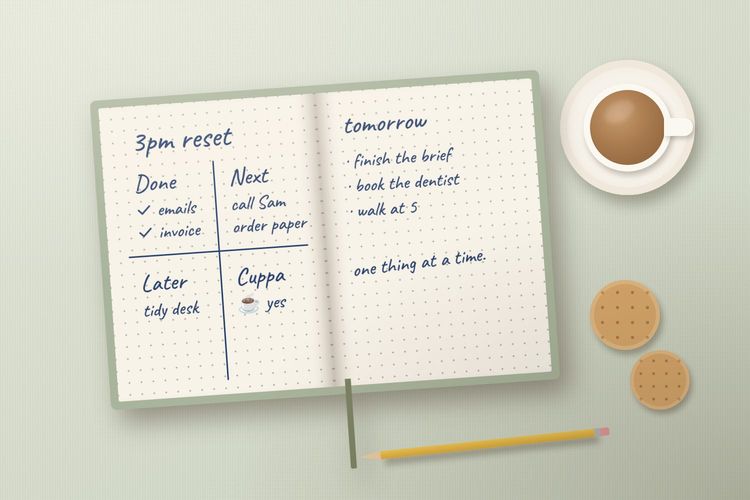 3pm reset
Done
✓ emails
✓ invoice
Next
call Sam
order paper
Later
tidy desk
Cuppa
☕ yes
tomorrow
· finish the brief
· book the dentist
· walk at 5
one thing at a time.